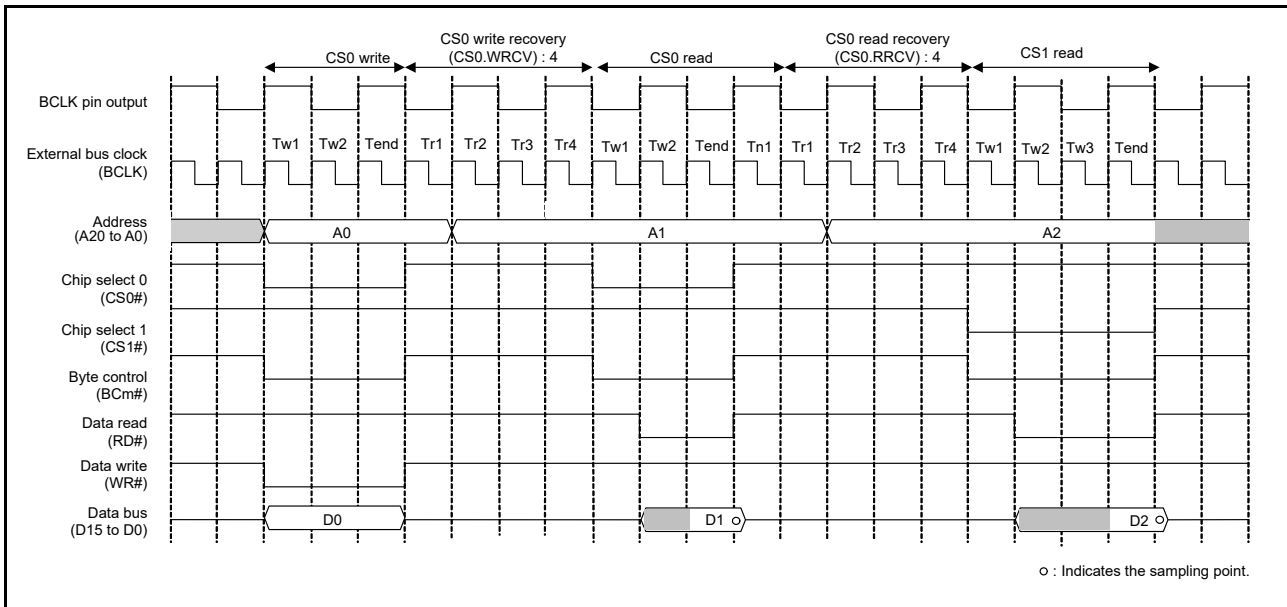 CS0 write
CS0 write recovery
(CS0.WRCV) : 4
CS0 read
CS0 read recovery
(CS0.RRCV) : 4
CS1 read
BCLK pin output
External bus clock
(BCLK)
Tw1 Tw2 Tend Tr1 Tr2 Tr3 Tr4 Tw1 Tw2 Tend Tn1 Tr1 Tr2 Tr3 Tr4 Tw1 Tw2 Tw3 Tend
Address
(A20 to A0)
A0 A1 A2
Chip select 0
(CS0#)
Chip select 1
(CS1#)
Byte control
(BCm#)
Data read
(RD#)
Data write
(WR#)
Data bus
(D15 to D0)
D0 D1 D2
: Indicates the sampling point.